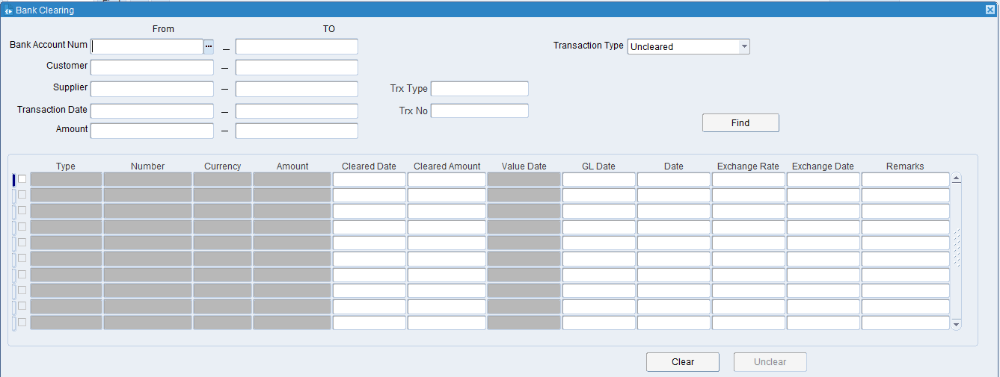 Bank Clearing
From TO
Bank Account Num ... – – Transaction Type Uncleared
Customer –
Supplier – Trx Type
Transaction Date – Trx No
Amount – Find
Type Number Currency Amount Cleared Date Cleared Amount Value Date GL Date Date Exchange Rate Exchange Date Remarks
Clear Unclear